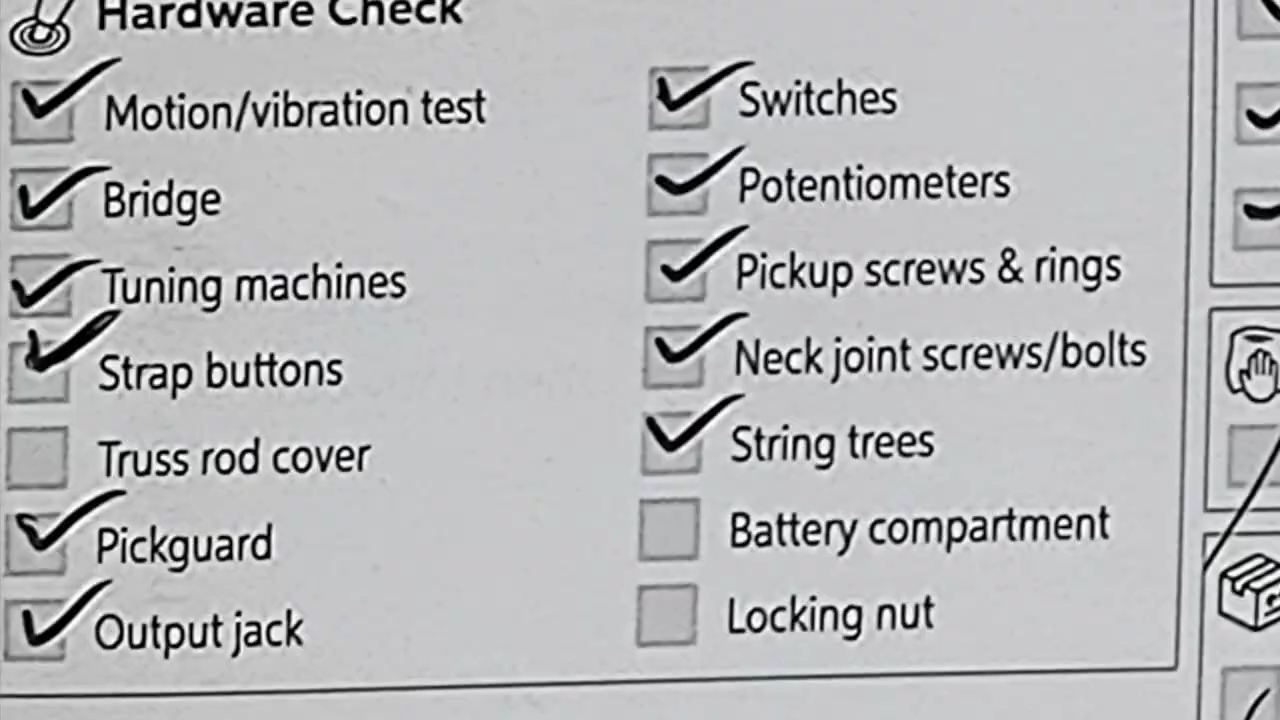 Hardware Check
Motion/vibration test
Bridge
Tuning machines
Strap buttons
Truss rod cover
Pickguard
Output jack
Switches
Potentiometers
Pickup screws & rings
Neck joint screws/bolts
String trees
Battery compartment
Locking nut